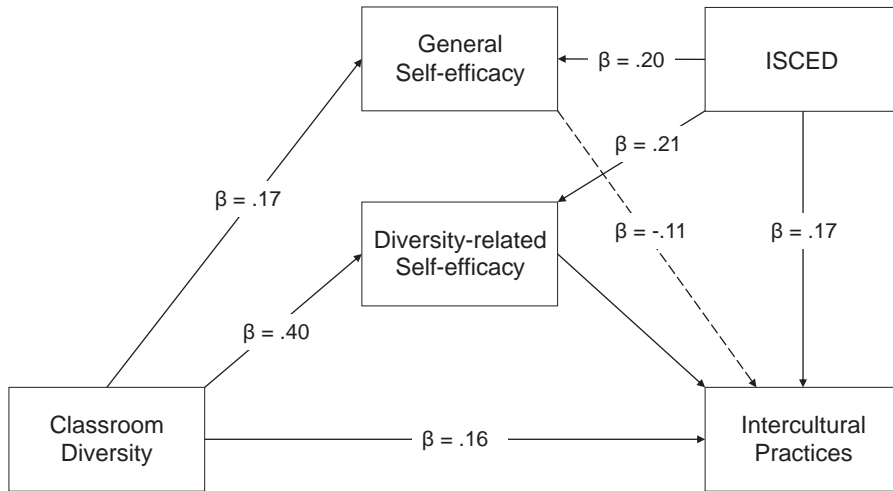 General
Self-efficacy
β = .20
ISCED
β = .21
β = .17
Diversity-related
Self-efficacy
β = -.11
β = .17
β = .40
Classroom
Diversity
β = .16
Intercultural
Practices